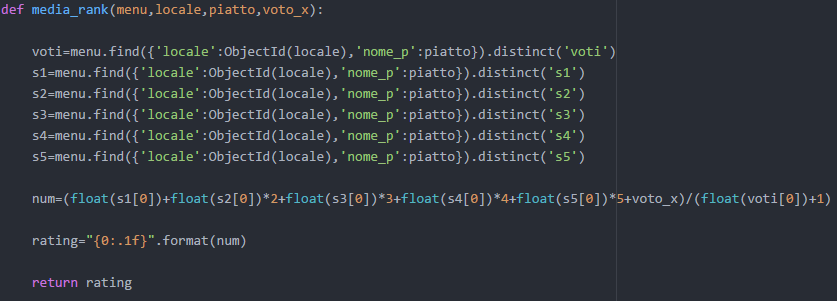 def media_rank(menu,locale,piatto,voto_x):
voti=menu.find({'locale':ObjectId(locale),'nome_p':piatto}).distinct('voti')
s1=menu.find({'locale':ObjectId(locale),'nome_p':piatto}).distinct('s1')
s2=menu.find({'locale':ObjectId(locale),'nome_p':piatto}).distinct('s2')
s3=menu.find({'locale':ObjectId(locale),'nome_p':piatto}).distinct('s3')
s4=menu.find({'locale':ObjectId(locale),'nome_p':piatto}).distinct('s4')
s5=menu.find({'locale':ObjectId(locale),'nome_p':piatto}).distinct('s5')
num=(float(s1[0])+float(s2[0])*2+float(s3[0])*3+float(s4[0])*4+float(s5[0])*5+voto_x)/(float(voti[0])+1)
rating="{0:.1f}".format(num)
return rating